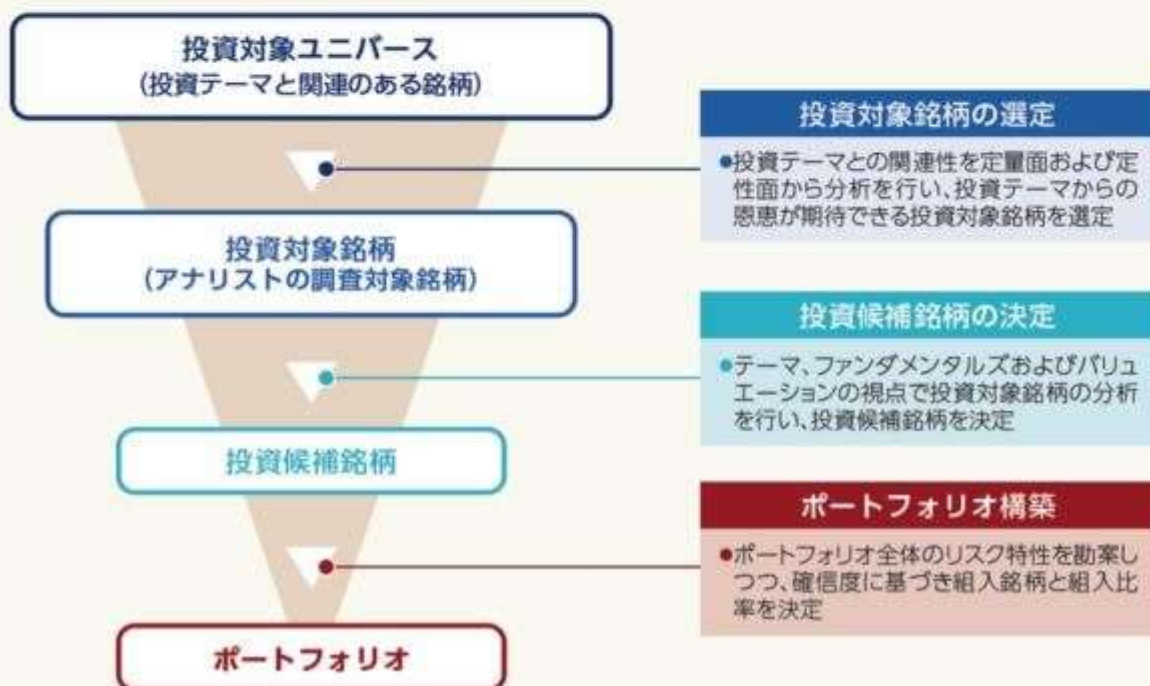 投資対象ユニバース
(投資テーマと関連のある銘柄)
投資対象銘柄の選定
●投資テーマとの関連性を定量面および定
性面から分析を行い、投資テーマからの
恩恵が期待できる投資対象銘柄を選定
投資対象銘柄
(アナリストの調査対象銘柄)
投資候補銘柄の決定
●テーマ、ファンダメンタルズおよびバリュ
エーションの視点で投資対象銘柄の分析
を行い、投資候補銘柄を決定
投資候補銘柄
ポートフォリオ構築
●ポートフォリオ全体のリスク特性を勘案し
つつ、確信度に基づき組入銘柄と組入比
率を決定
ポートフォリオ